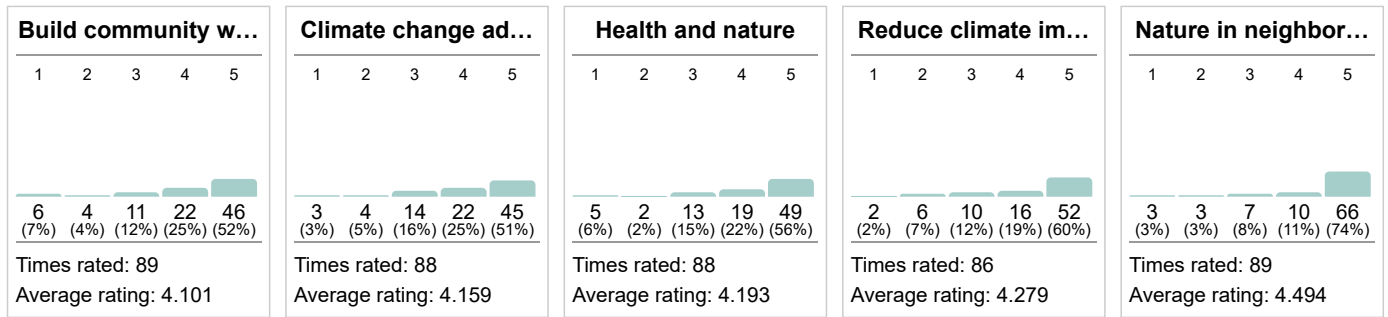 Build community w…
1 2 3 4 5
6 4 11 22 46
(7%) (4%) (12%) (25%) (52%)
Times rated: 89
Average rating: 4.101
Climate change ad…
1 2 3 4 5
3 4 14 22 45
(3%) (5%) (16%) (25%) (51%)
Times rated: 88
Average rating: 4.159
Health and nature
1 2 3 4 5
5 2 13 19 49
(6%) (2%) (15%) (22%) (56%)
Times rated: 88
Average rating: 4.193
Reduce climate im…
1 2 3 4 5
2 6 10 16 52
(2%) (7%) (12%) (19%) (60%)
Times rated: 86
Average rating: 4.279
Nature in neighbor…
1 2 3 4 5
3 3 7 10 66
(3%) (3%) (8%) (11%) (74%)
Times rated: 89
Average rating: 4.494